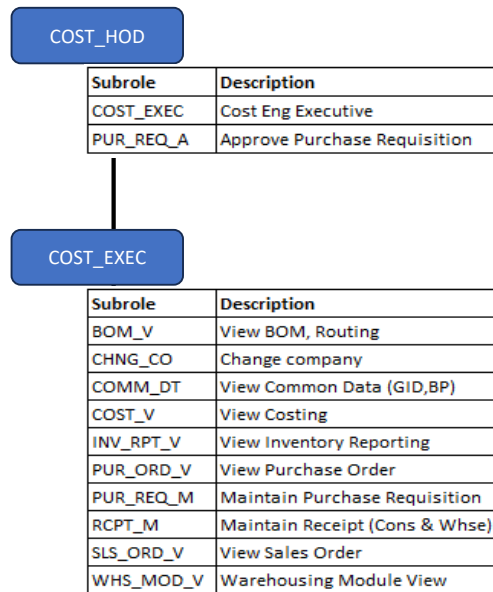 COST_HOD
Subrole Description
COST_EXEC Cost Eng Executive
PUR_REQ_A Approve Purchase Requisition
COST_EXEC
Subrole Description
BOM_V View BOM, Routing
CHNG_CO Change company
COMM_DT View Common Data (GID,BP)
COST_V View Costing
INV_RPT_V View Inventory Reporting
PUR_ORD_V View Purchase Order
PUR_REQ_M Maintain Purchase Requisition
RCPT_M Maintain Receipt (Cons & Whse)
SLS_ORD_V View Sales Order
WHS_MOD_V Warehousing Module View